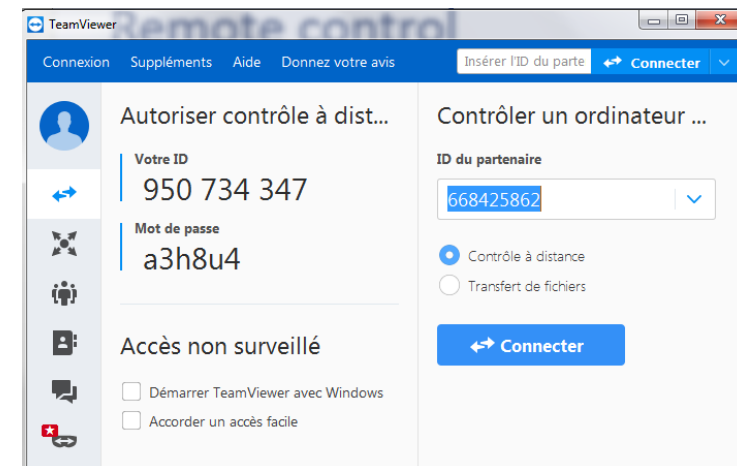 Remote control
TeamViewer
Connexion Suppléments Aide Donnez votre avis Insérer l'ID du parte Connecter
Autoriser contrôle à dist...
Votre ID
950 734 347
Mot de passe
a3h8u4
Accès non surveillé
Démarrer TeamViewer avec Windows
Accorder un accès facile
Contrôler un ordinateur ...
ID du partenaire
668425862
Contrôle à distance
Transfert de fichiers
Connecter